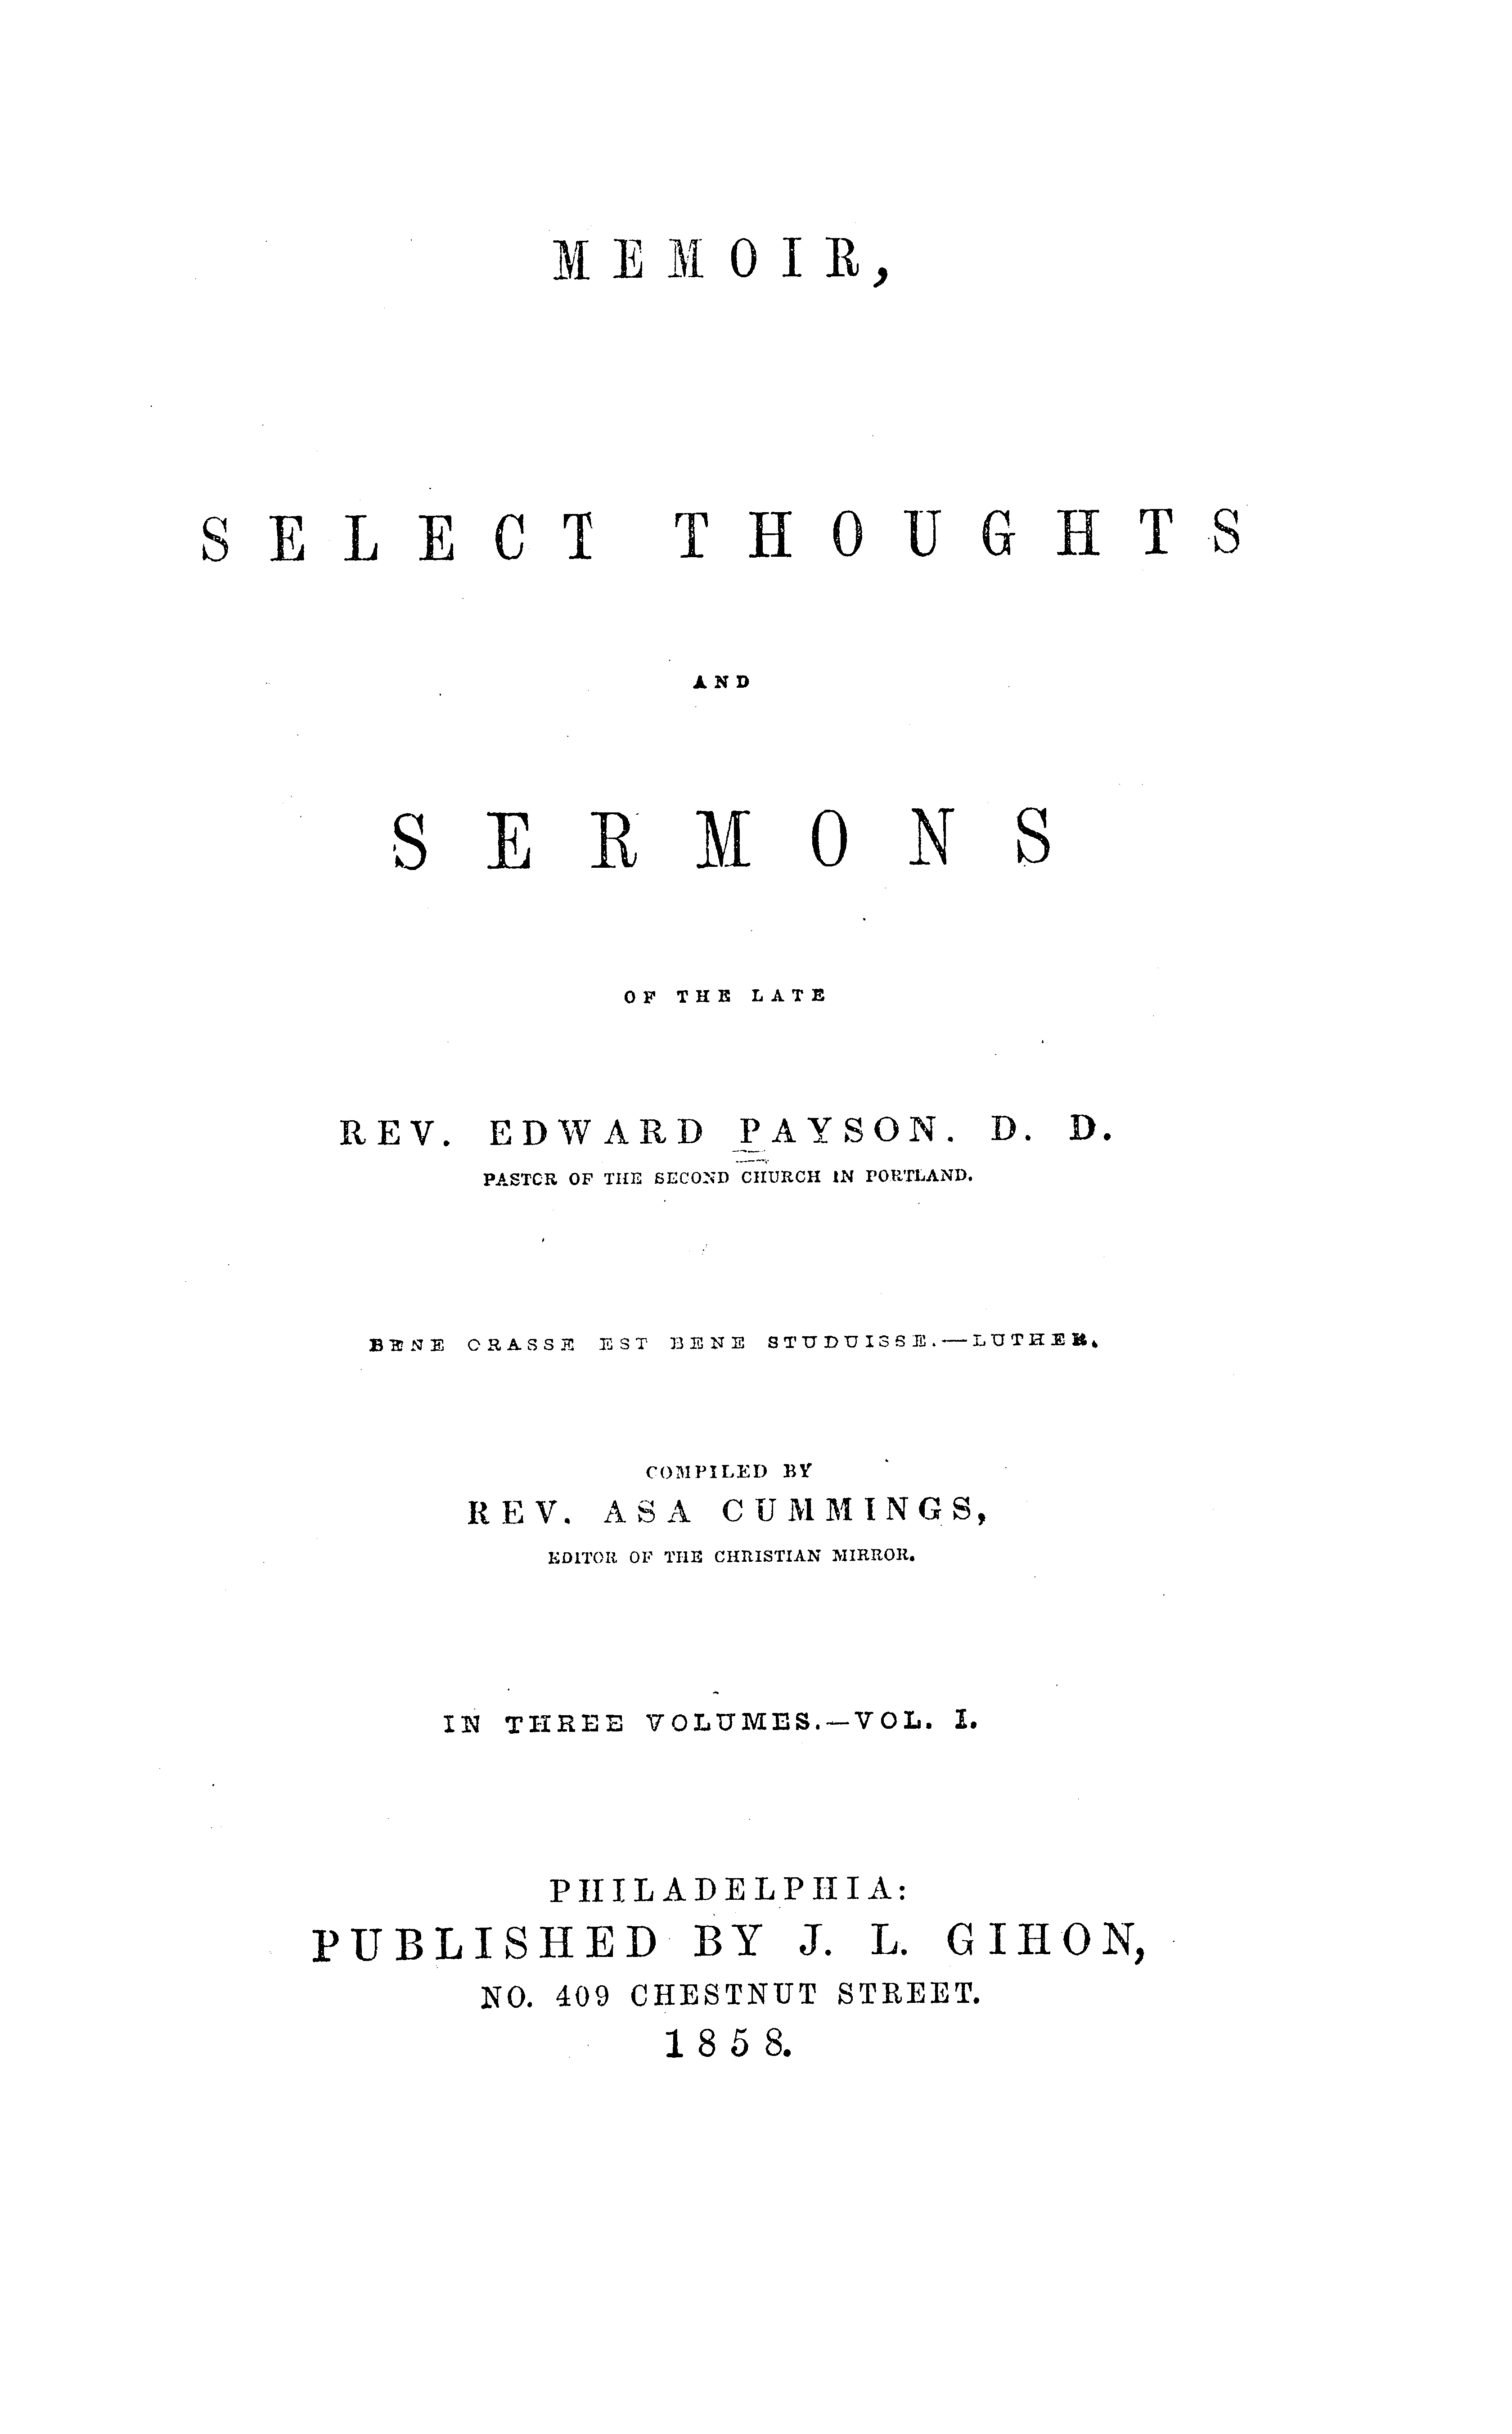 MEMOIR,
SELECT THOUGHTS
AND
SERMONS
OF THE LATE
REV. EDWARD PAYSON. D. D.
PASTOR OF THE SECOND CHURCH IN PORTLAND.
BENE ORASSE EST BENE STUDUISSE.—LUTHER.
COMPILED BY
REV. ASA CUMMINGS,
EDITOR OF THE CHRISTIAN MIRROR.
IN THREE VOLUMES.—VOL. I.
PHILADELPHIA:
PUBLISHED BY J. L. GIHON,
NO. 409 CHESTNUT STREET.
1858.